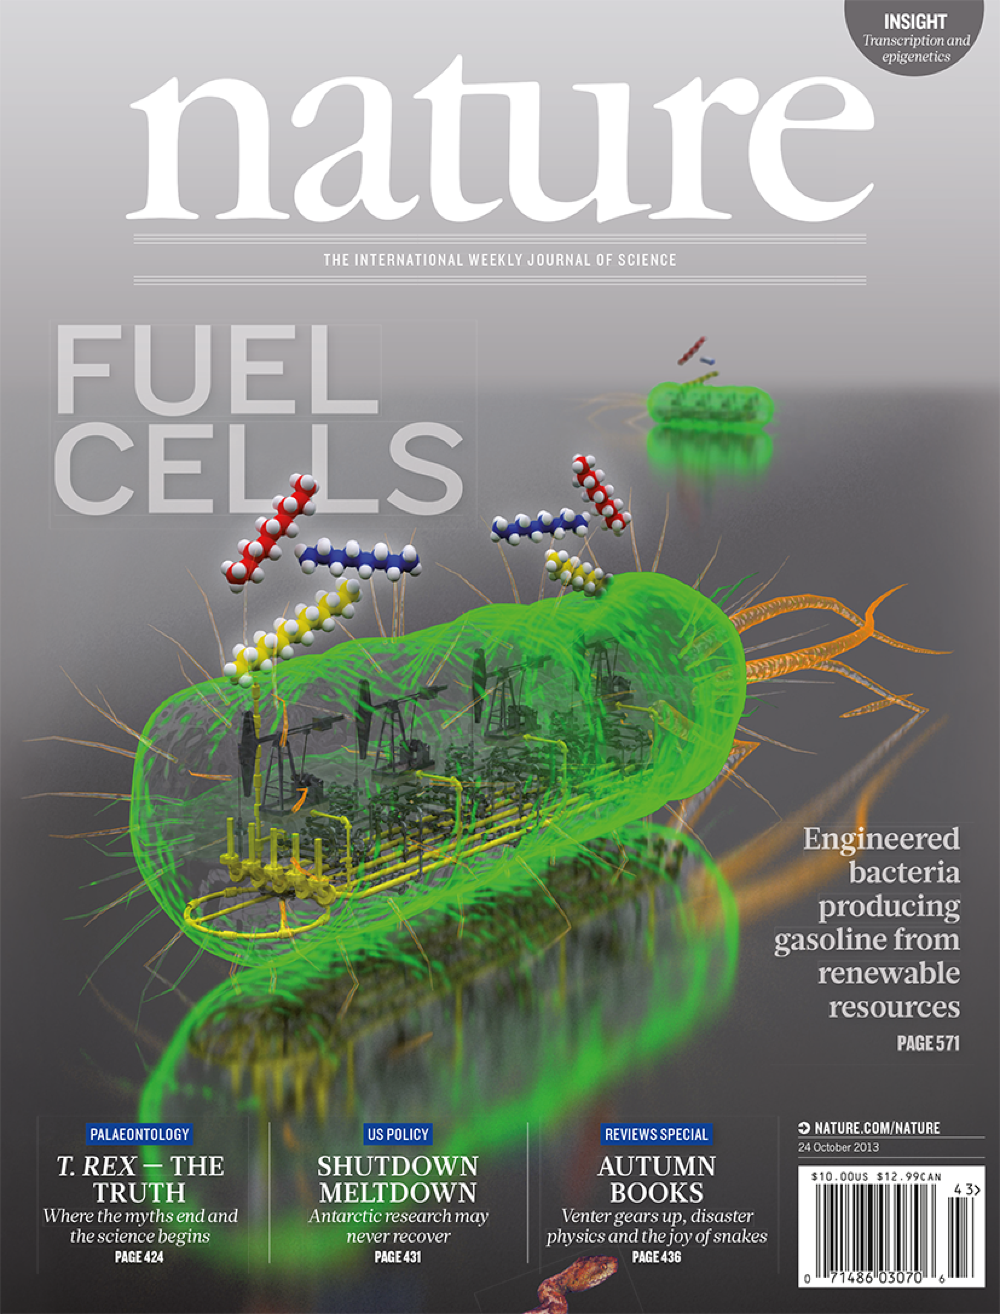 INSIGHT
Transcription and
epigenetics
nature
THE INTERNATIONAL WEEKLY JOURNAL OF SCIENCE
FUEL
CELLS
Engineered
bacteria
producing
gasoline from
renewable
resources
PAGE 571
PALAEONTOLOGY
T. REX — THE
TRUTH
Where the myths end and
the science begins
PAGE 424
US POLICY
SHUTDOWN
MELTDOWN
Antarctic research may
never recover
PAGE 431
REVIEWS SPECIAL
AUTUMN
BOOKS
Venter gears up, disaster
physics and the joy of snakes
PAGE 436
NATURE.COM/NATURE
24 October 2013
$10.00US $12.99CAN
43>
0 71486 03070 6